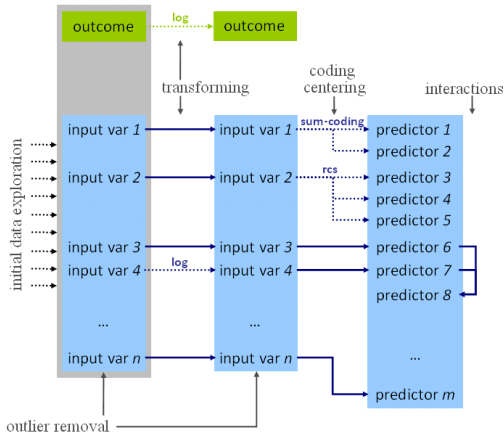 outcome
log
outcome
transforming
coding
centering
interactions
input var 1
input var 1
sum-coding
predictor 1
predictor 2
input var 2
input var 2
rcs
predictor 3
predictor 4
predictor 5
initial data exploration
input var 3
input var 3
predictor 6
input var 4
log
input var 4
predictor 7
predictor 8
...
...
...
input var n
input var n
predictor m
outlier removal